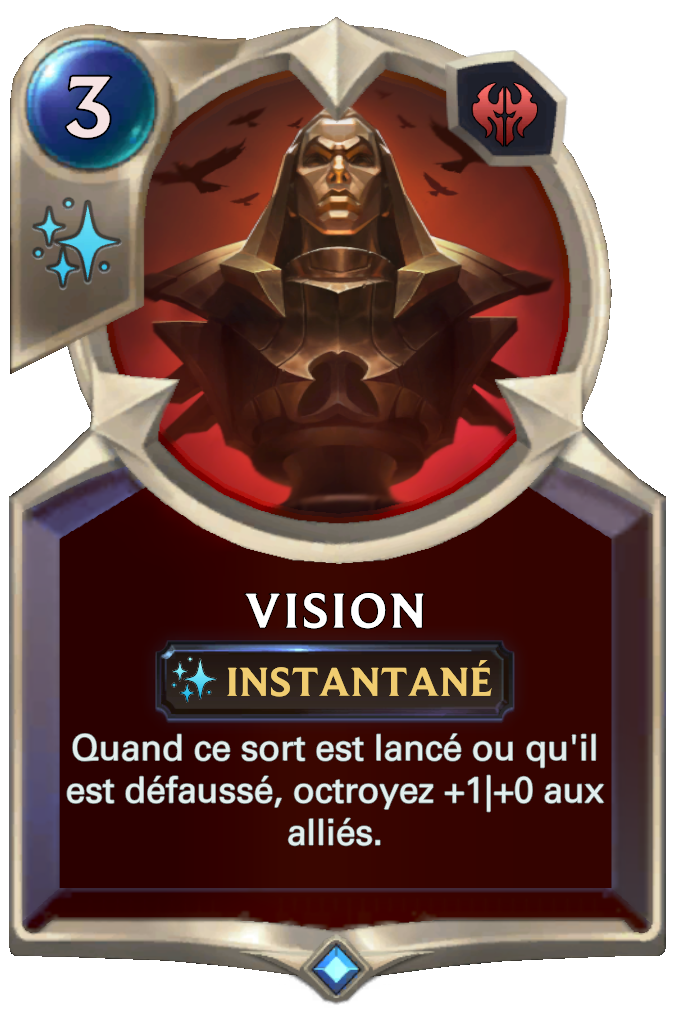 3
VISION
INSTANTANÉ
Quand ce sort est lancé ou qu'il
est défaussé, octroyez +1|+0 aux
alliés.